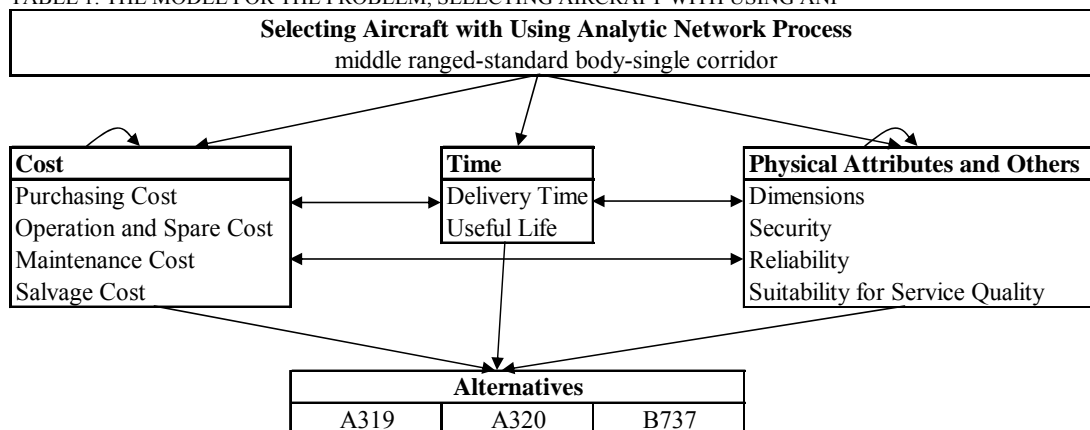 TABLE 1. THE MODEL FOR THE PROBLEM, SELECTING AIRCRAFT WITH USING ANP
Selecting Aircraft with Using Analytic Network Process
middle ranged-standard body-single corridor
Cost
Purchasing Cost
Operation and Spare Cost
Maintenance Cost
Salvage Cost
Time
Delivery Time
Useful Life
Physical Attributes and Others
Dimensions
Security
Reliability
Suitability for Service Quality
Alternatives
A319 A320 B737